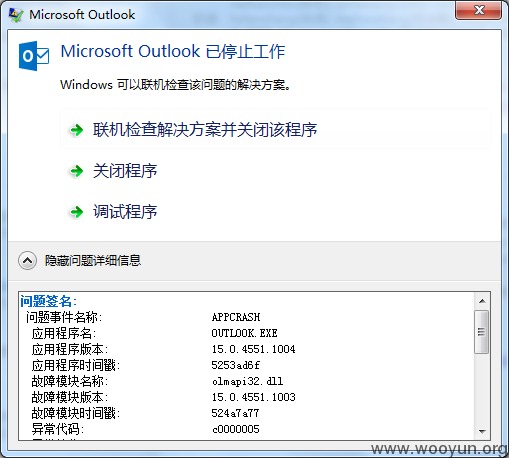 Microsoft Outlook
Microsoft Outlook 已停止工作
Windows 可以联机检查该问题的解决方案。
联机检查解决方案并关闭该程序
关闭程序
调试程序
隐藏问题详细信息
问题签名:
问题事件名称: APPCRASH
应用程序名: OUTLOOK.EXE
应用程序版本: 15.0.4551.1004
应用程序时间戳: 5253ad6f
故障模块名称: olmapi32.dll
故障模块版本: 15.0.4551.1003
故障模块时间戳: 524a7a77
异常代码: c0000005
www.wooyun.org